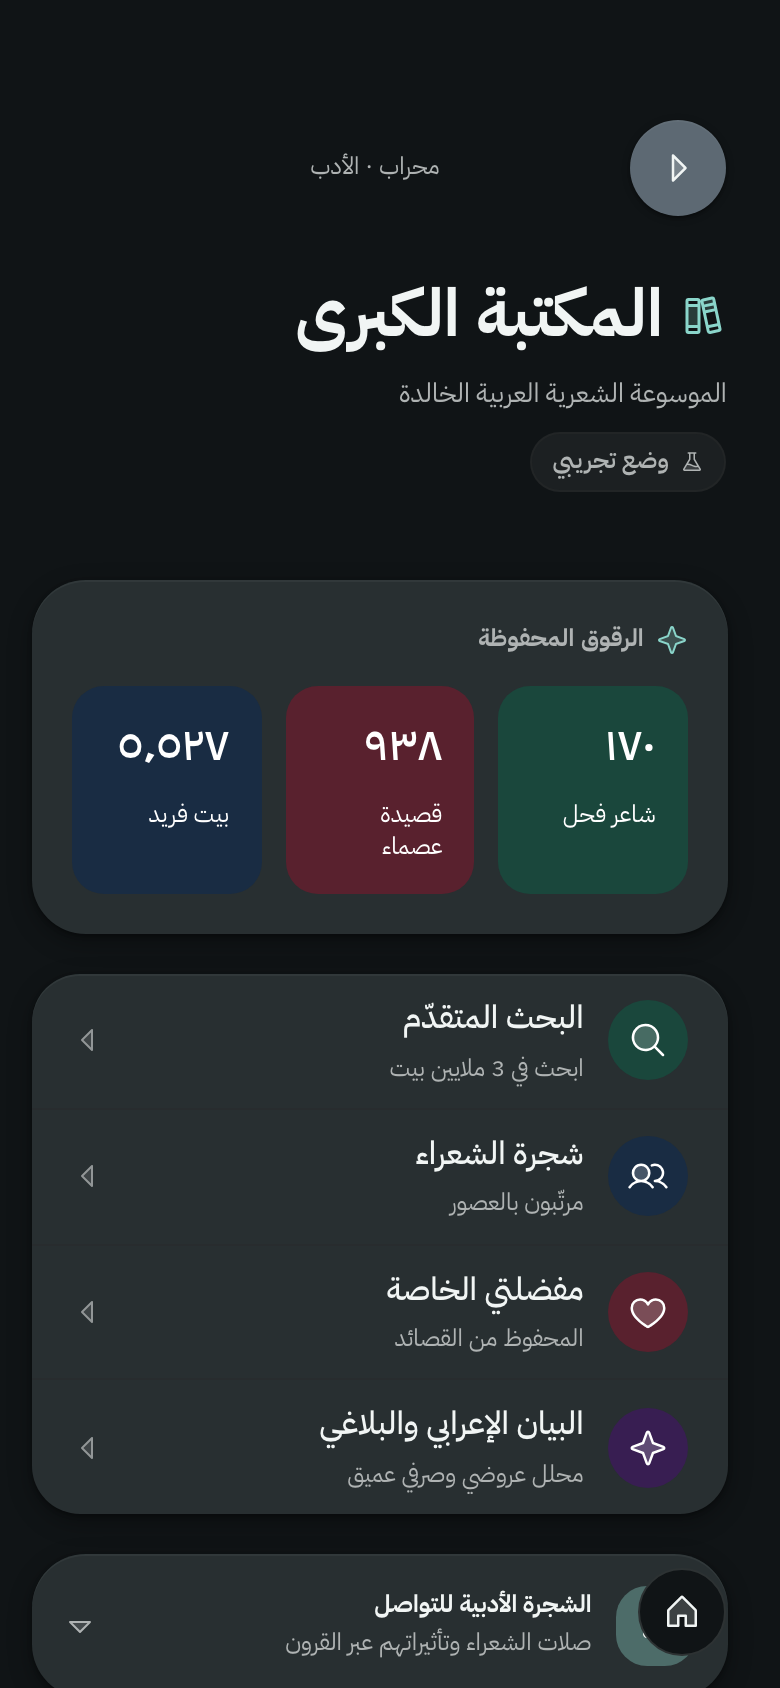 محراب · الأدب
المكتبة الكبرى
الموسوعة الشعرية العربية الخالدة
وضع تجريبي
الرقوق المحفوظة
١٧٠
شاعر فحل
٩٣٨
قصيدة
عصماء
٥,٥٢٧
بيت فريد
البحث المتقدّم
ابحث في 3 ملايين بيت
شجرة الشعراء
مرتّبون بالعصور
مفضلتي الخاصة
المحفوظ من القصائد
البيان الإعرابي والبلاغي
محلل عروضي وصرفي عميق
الشجرة الأدبية للتواصل
صلات الشعراء وتأثيراتهم عبر القرون